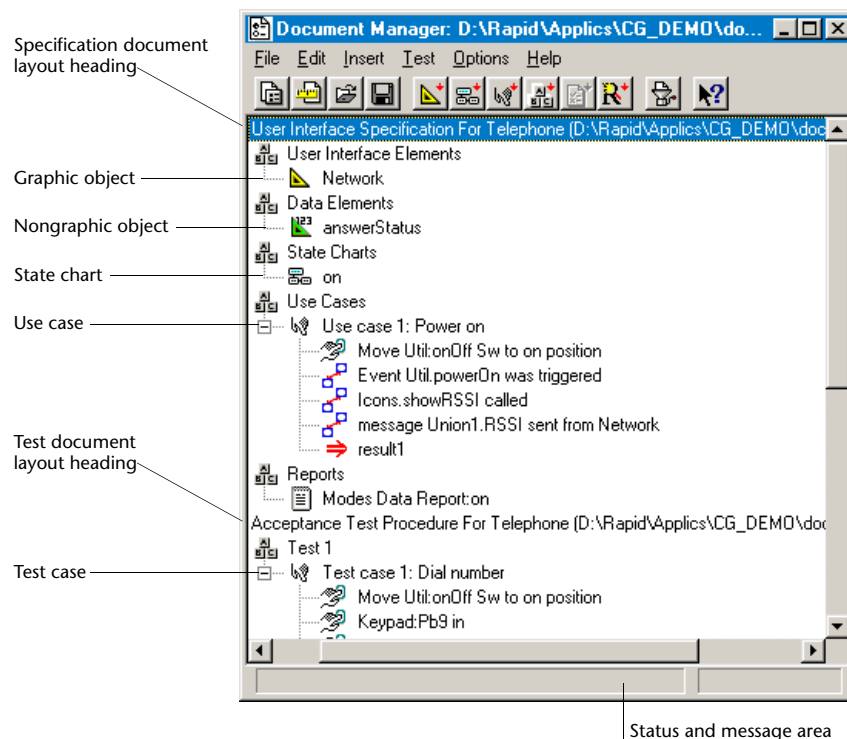 Document Manager: D:\Rapid\Applics\CG_DEMO\do...
File Edit Insert Test Options Help
Specification document
layout heading
User Interface Specification For Telephone (D:\Rapid\Applics\CG_DEMO\doc
User Interface Elements
Graphic object
Network
Data Elements
Nongraphic object
123
answerStatus
State Charts
State chart
on
Use Cases
Use case
Use case 1: Power on
Move Util:onOff Sw to on position
Event Util.powerOn was triggered
Icons.showRSSI called
message Union1.RSSI sent from Network
result1
Test document
layout heading
Reports
Modes Data Report:on
Acceptance Test Procedure For Telephone (D:\Rapid\Applics\CG_DEMO\doc
Test 1
Test case
Test case 1: Dial number
Move Util:onOff Sw to on position
Keypad:Pb9 in
Status and message area